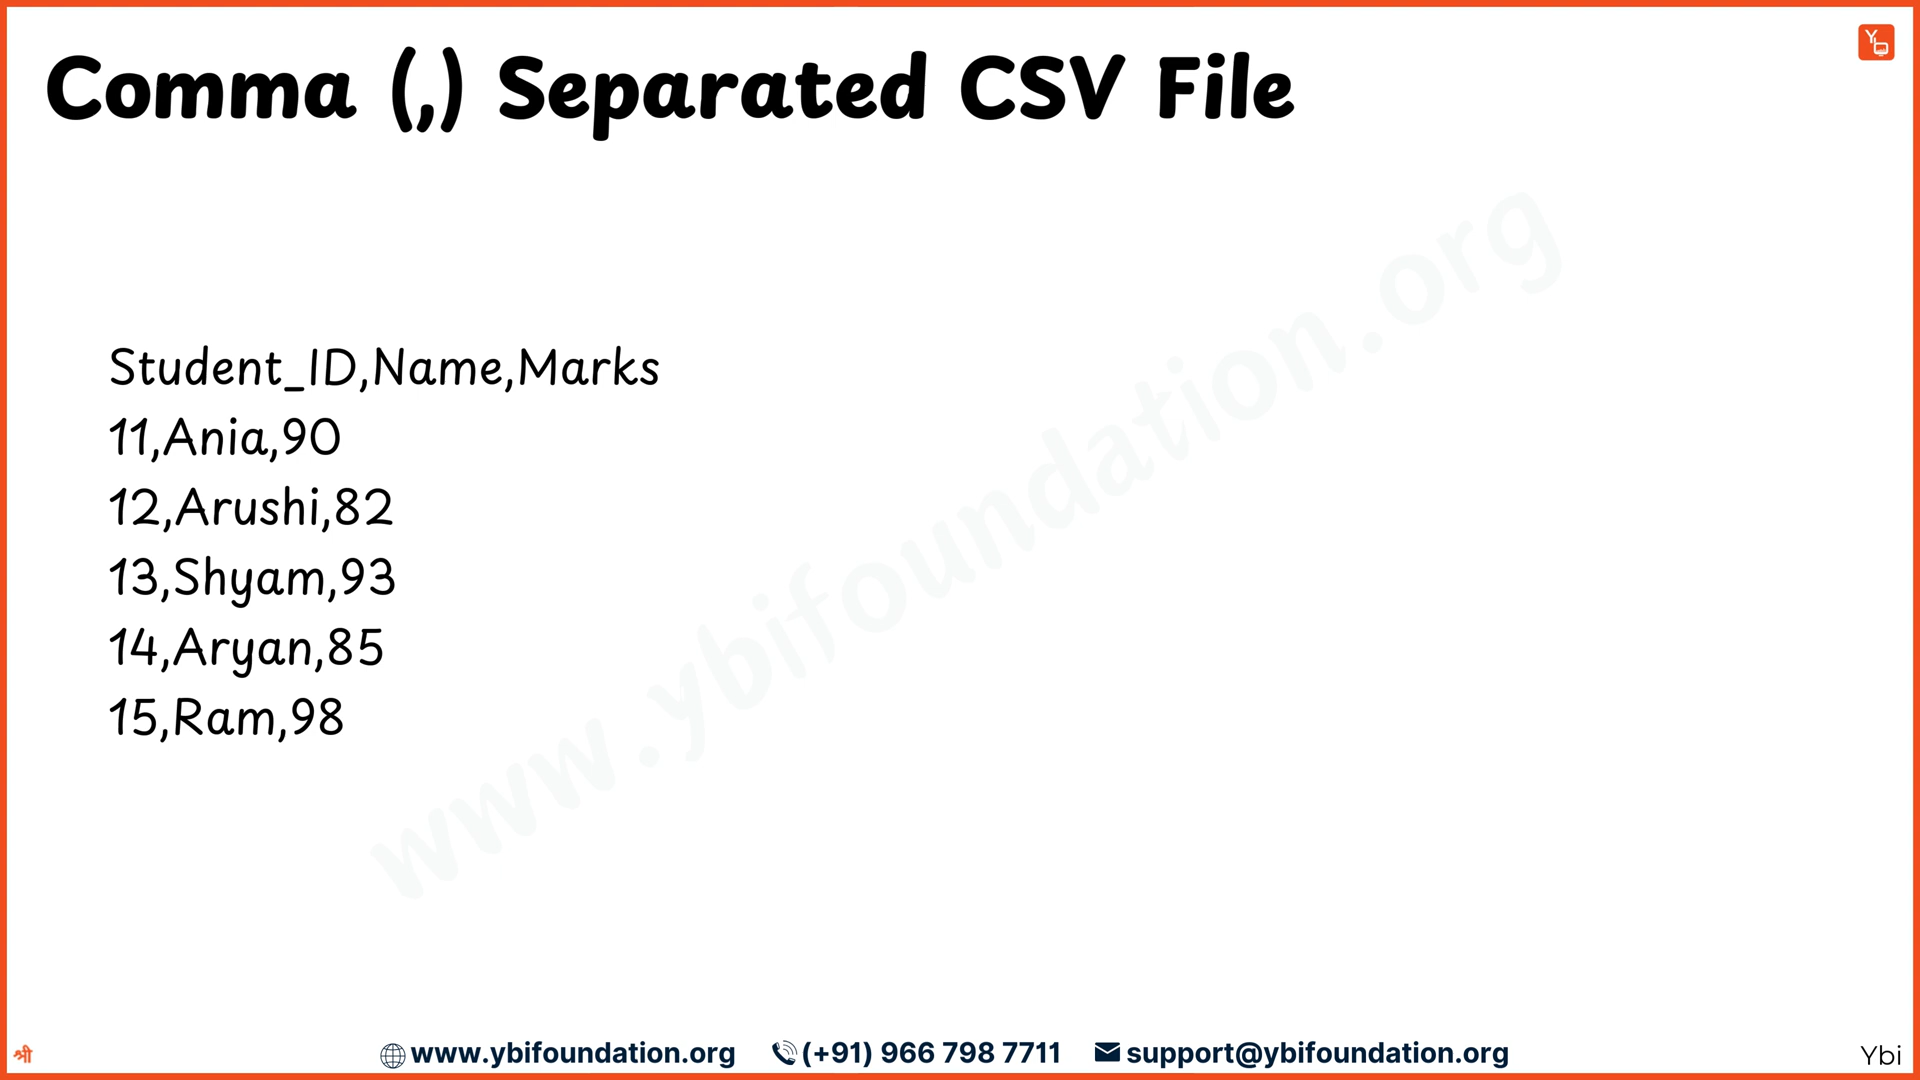 Comma (,) Separated CSV File
Student_ID,Name,Marks
11,Ania,90
12,Arushi,82
13,Shyam,93
14,Aryan,85
15,Ram,98
www.ybifoundation.org
श्री
www.ybifoundation.org (+91) 966 798 7711 support@ybifoundation.org
Ybi